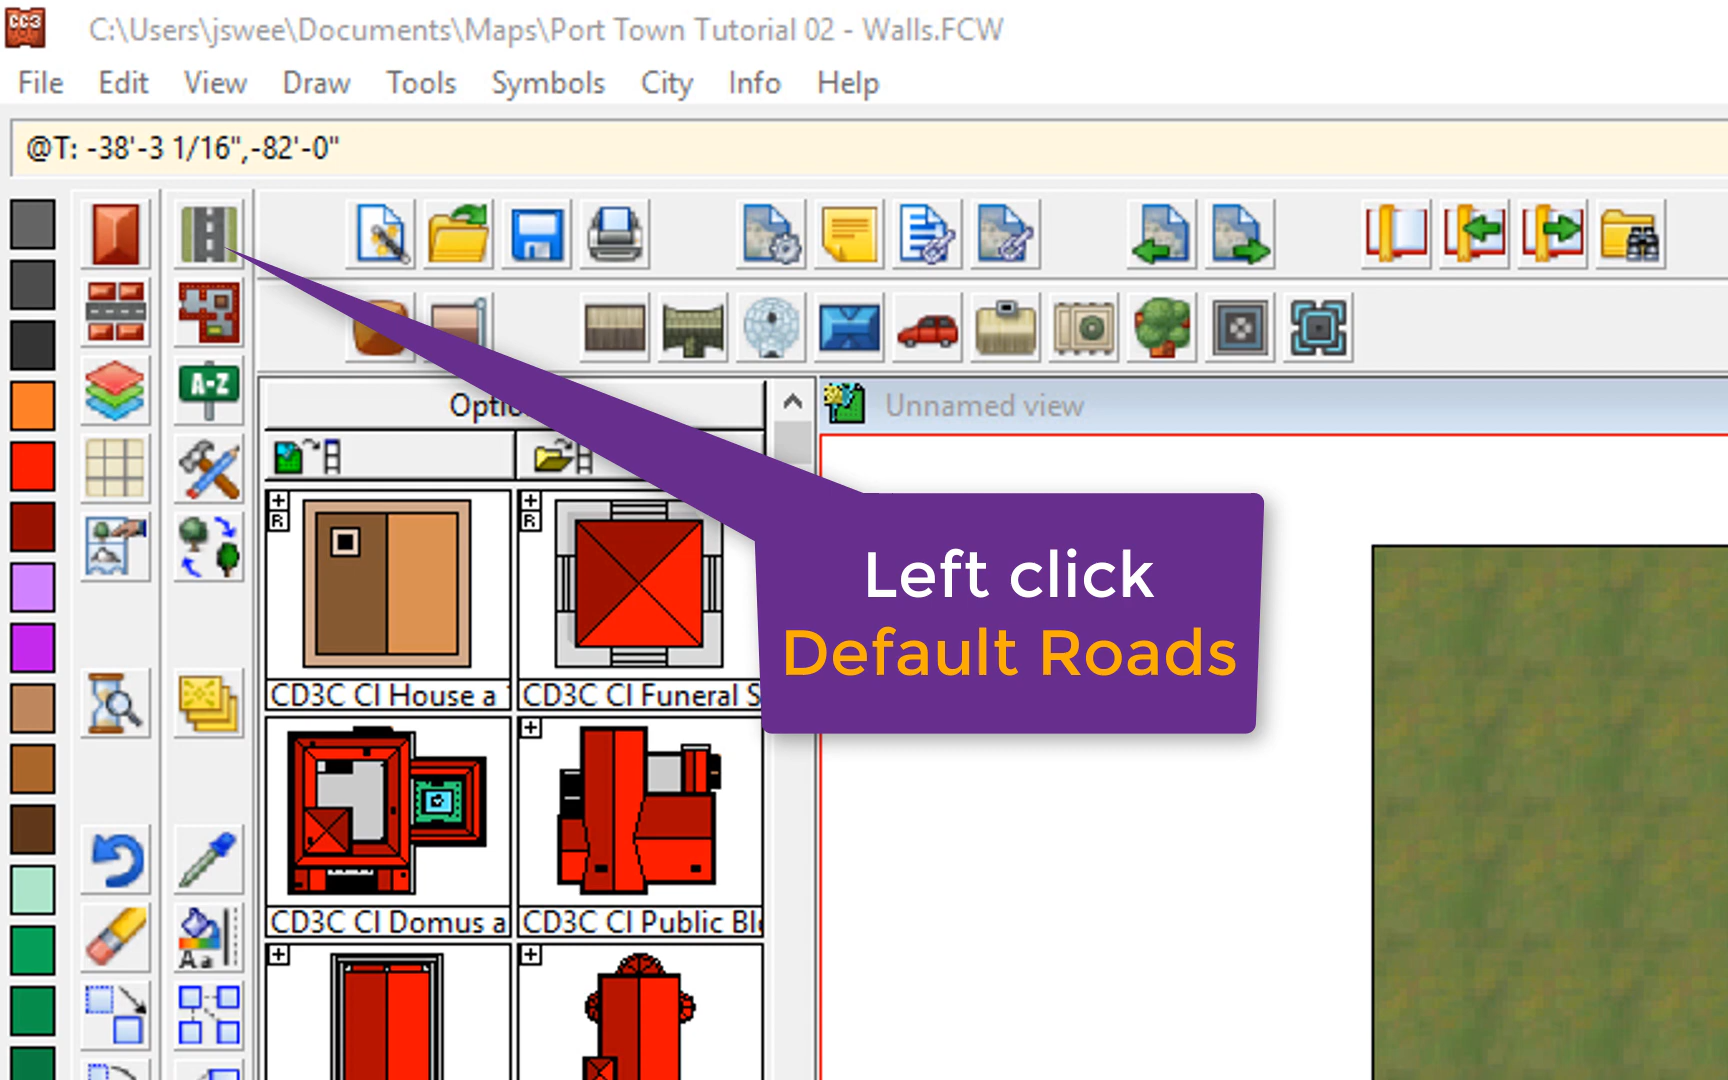 CC3
C:\Users\jswee\Documents\Maps\Port Town Tutorial 02 - Walls.FCW
File Edit View Draw Tools Symbols City Info Help
@T: -38'-3 1/16",-82'-0"
A-Z
Unnamed view
R
R
Left click
Default Roads
CD3C CI House a
CD3C CI Funeral S
CD3C CI Domus a
CD3C CI Public Bl
Aa